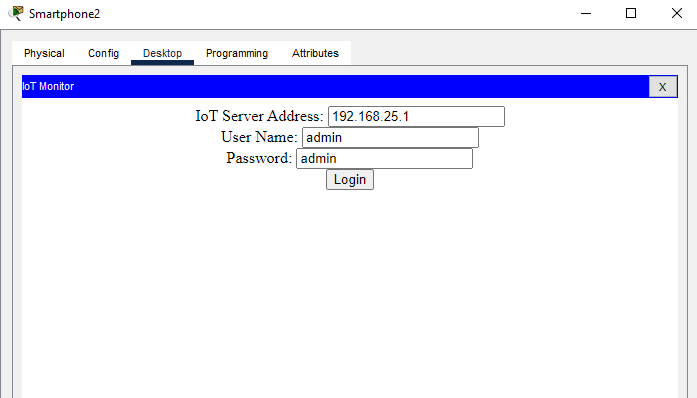 Smartphone2
Physical Config Desktop Programming Attributes
IoT Monitor X
IoT Server Address: 192.168.25.1
User Name: admin
Password: admin
Login